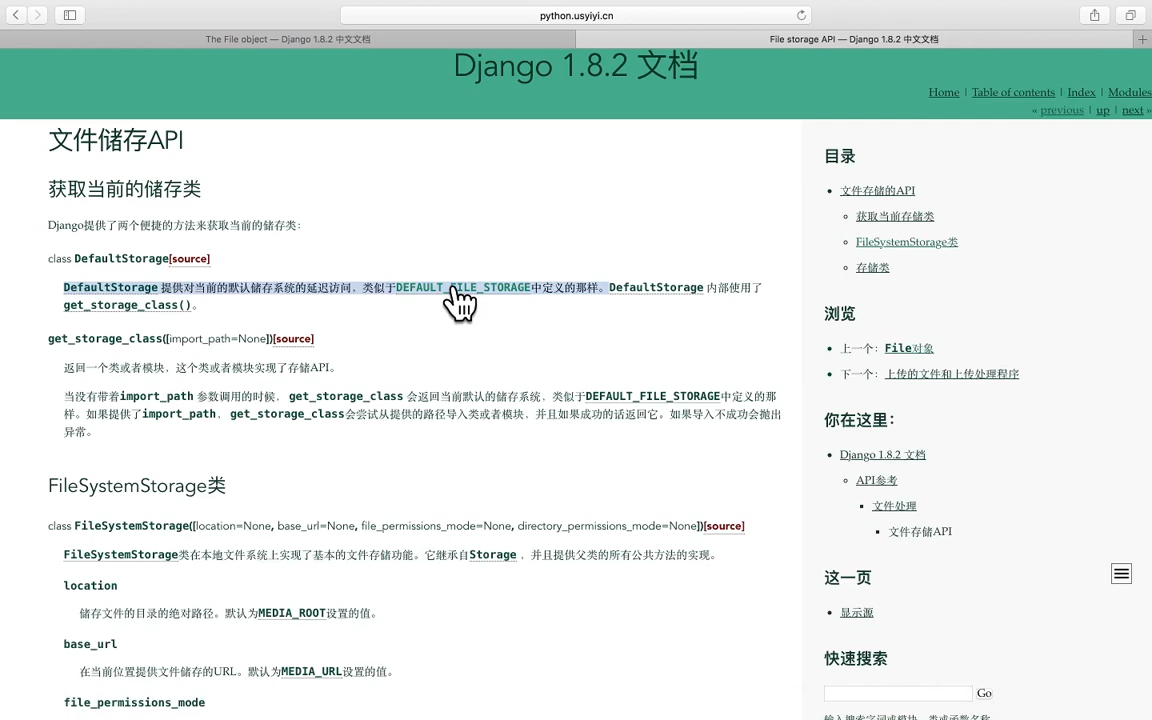 python.usyiyi.cn
The File object — Django 1.8.2 中文文档
File storage API — Django 1.8.2 中文文档
Django 1.8.2 文档
Home | Table of contents | Index | Modules
« previous | up | next »
文件储存API
获取当前的储存类
Django提供了两个便捷的方法来获取当前的储存类：
class DefaultStorage[source]
DefaultStorage 提供对当前的默认储存系统的延迟访问，类似于DEFAULT_FILE_STORAGE中定义的那样。DefaultStorage 内部使用了
get_storage_class()。
get_storage_class([import_path=None])[source]
返回一个类或者模块，这个类或者模块实现了存储API。
当没有带着import_path 参数调用的时候， get_storage_class 会返回当前默认的储存系统，类似于DEFAULT_FILE_STORAGE中定义的那
样。如果提供了import_path， get_storage_class会尝试从提供的路径导入类或者模块，并且如果成功的话返回它。如果导入不成功会抛出
异常。
FileSystemStorage类
class FileSystemStorage([location=None, base_url=None, file_permissions_mode=None, directory_permissions_mode=None])[source]
FileSystemStorage类在本地文件系统上实现了基本的文件存储功能。它继承自Storage ，并且提供父类的所有公共方法的实现。
location
储存文件的目录的绝对路径。默认为MEDIA_ROOT设置的值。
base_url
在当前位置提供文件储存的URL。默认为MEDIA_URL设置的值。
file_permissions_mode
目录
文件存储的API
获取当前存储类
FileSystemStorage类
存储类
浏览
上一个：File对象
下一个：上传的文件和上传处理程序
你在这里：
Django 1.8.2 文档
API参考
文件处理
文件存储API
这一页
显示源
快速搜索
Go
输入搜索字词或模块、类或函数名称